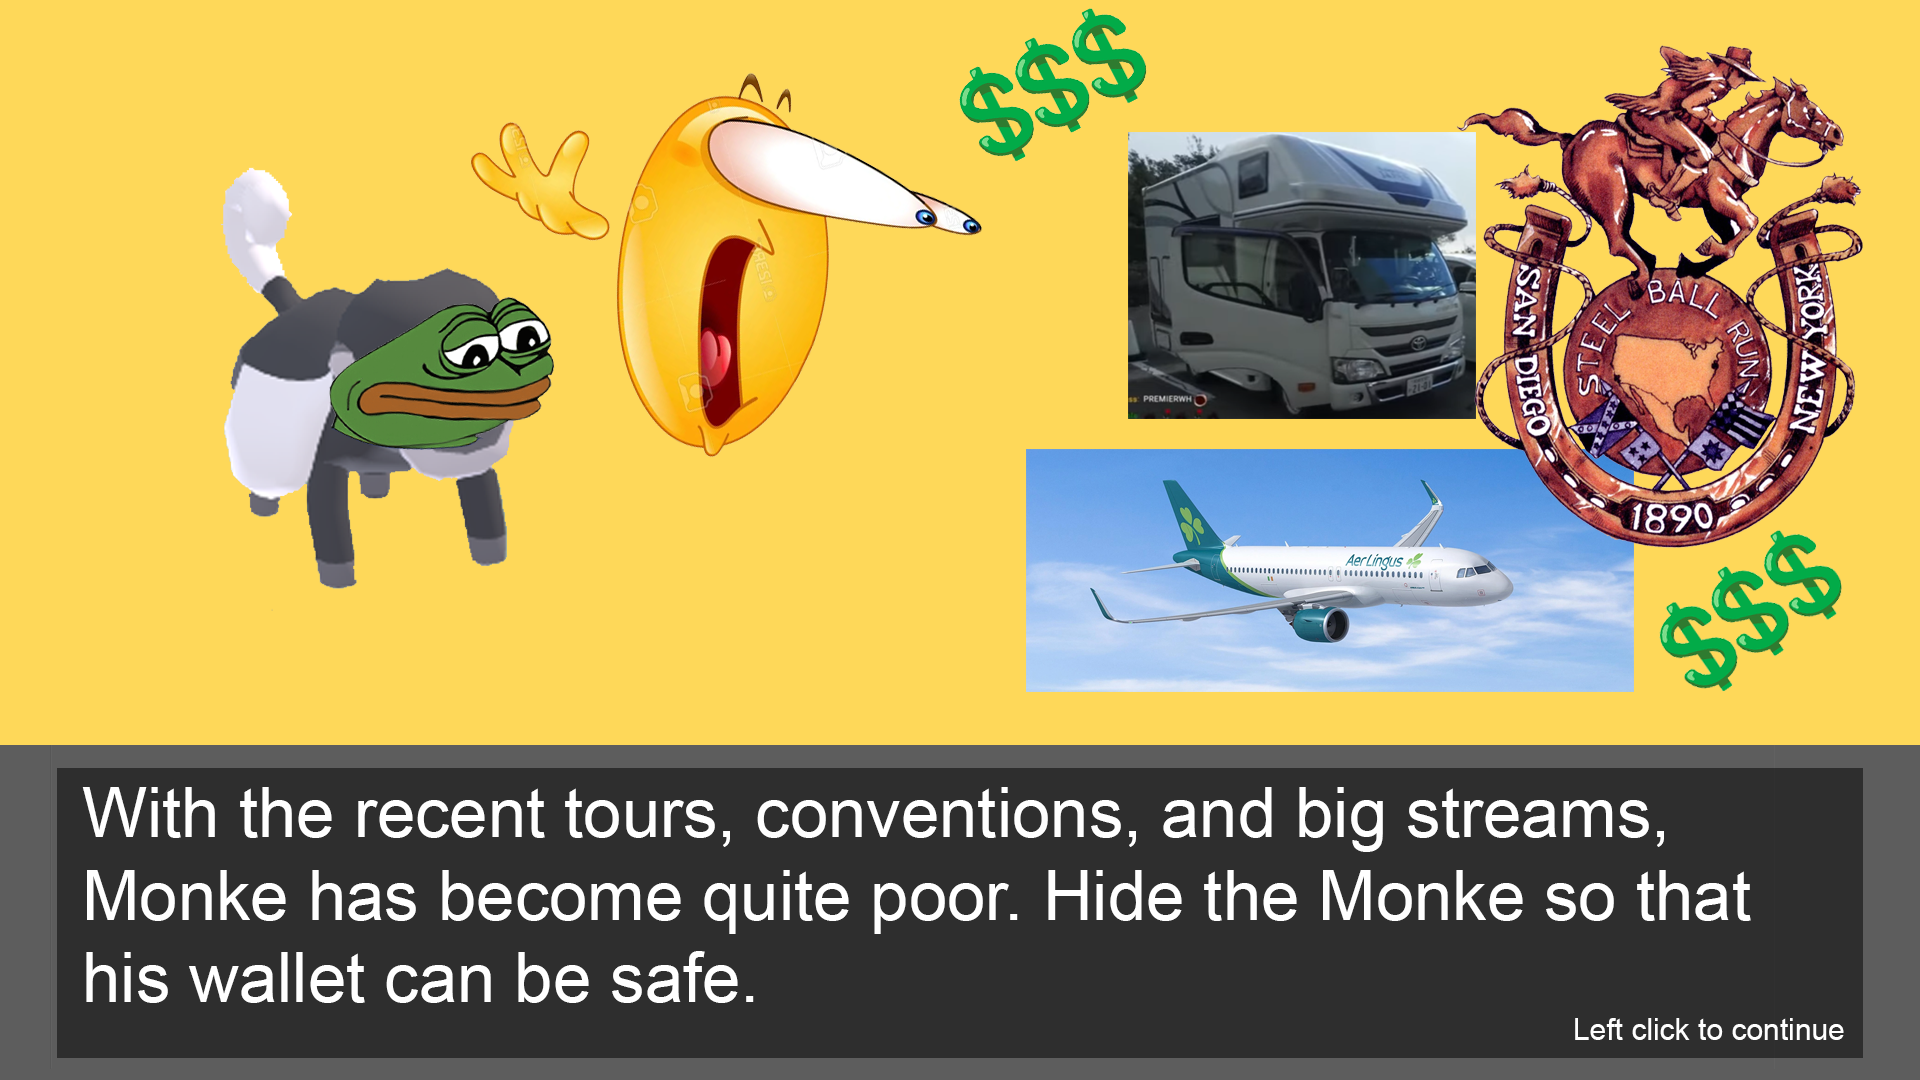 $$$
STEEL BALL RUN
SAN DIEGO
NEW YORK
1890
PREMIERWH
Aer Lingus
$$$
With the recent tours, conventions, and big streams,
Monke has become quite poor. Hide the Monke so that
his wallet can be safe.
Left click to continue